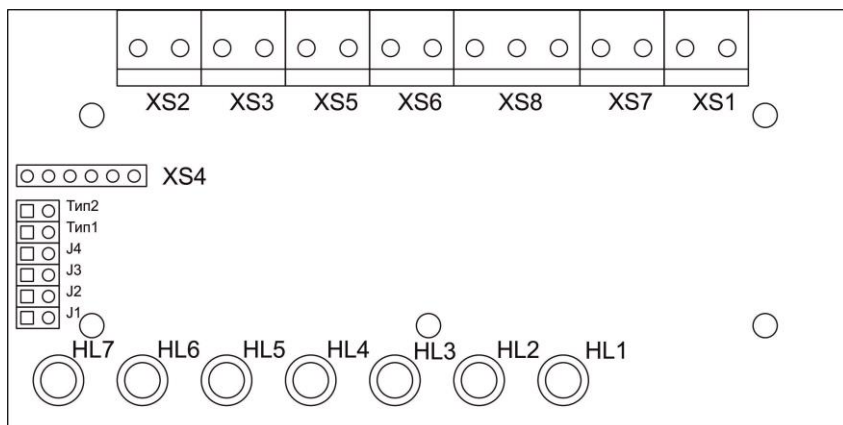 XS2 XS3 XS5 XS6 XS8 XS7 XS1
XS4
Тип2
Тип1
J4
J3
J2
J1
HL7 HL6 HL5 HL4 HL3 HL2 HL1